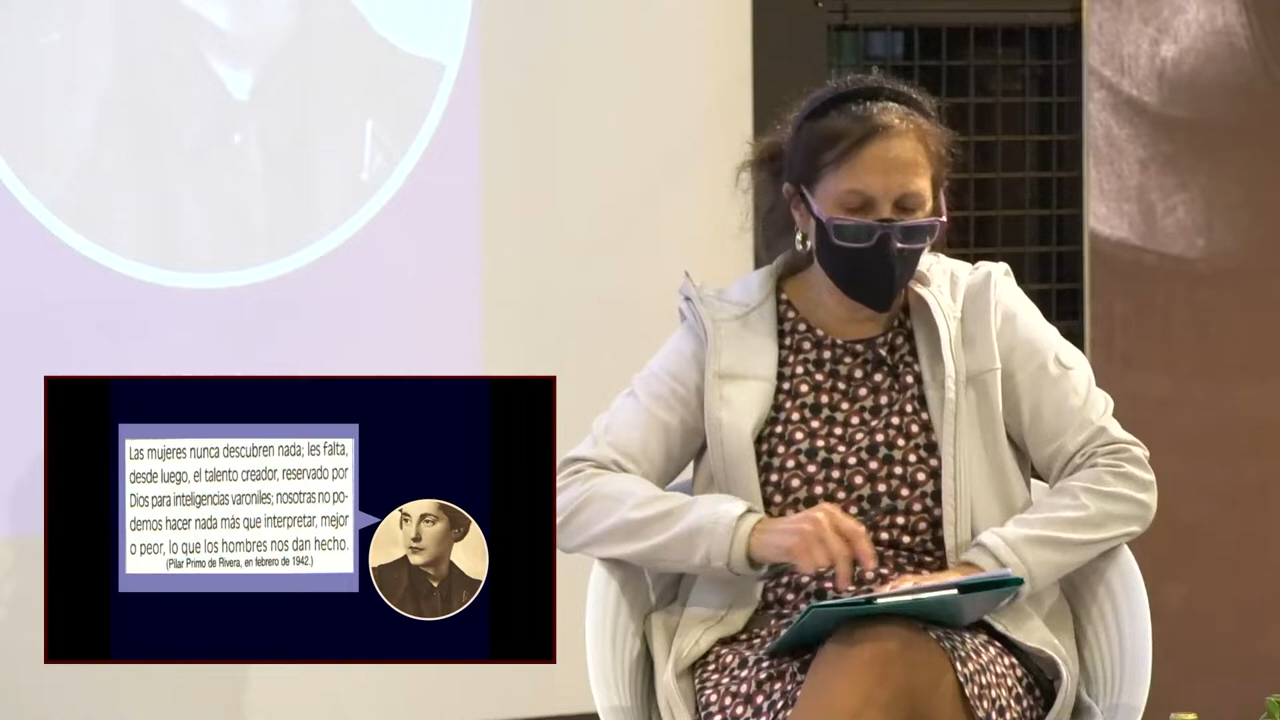 Las mujeres nunca descubren nada; les falta,
desde luego, el talento creador, reservado por
Dios para inteligencias varoniles; nosotras no po-
demos hacer nada más que interpretar, mejor
o peor, lo que los hombres nos dan hecho.
(Pilar Primo de Rivera, en febrero de 1942.)